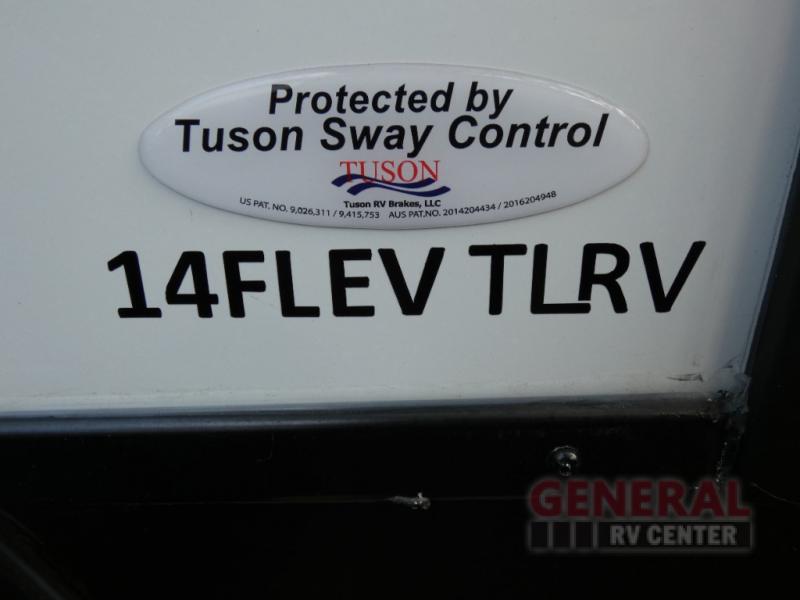 Protected by
Tuson Sway Control
TUSON
Tuson RV Brakes, LLC
US PAT. NO. 9,026,311 / 9,415,753 AUS PAT.NO. 2014204434 / 2016204948
14FLEV TLRV
GENERAL
RV CENTER